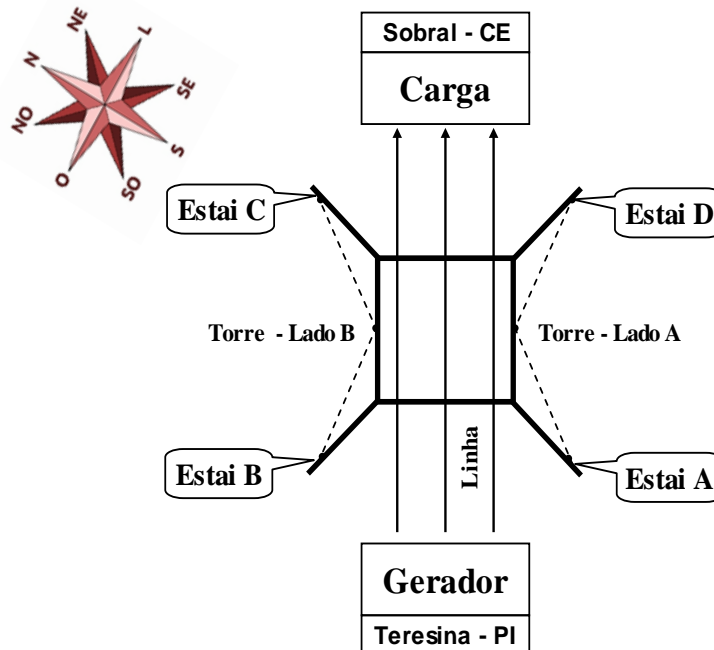 NE
L
N
SE
NO
S
O
SO
Sobral - CE
Carga
Estai C
Estai D
Torre - Lado B
Torre - Lado A
Linha
Estai B
Estai A
Gerador
Teresina - PI